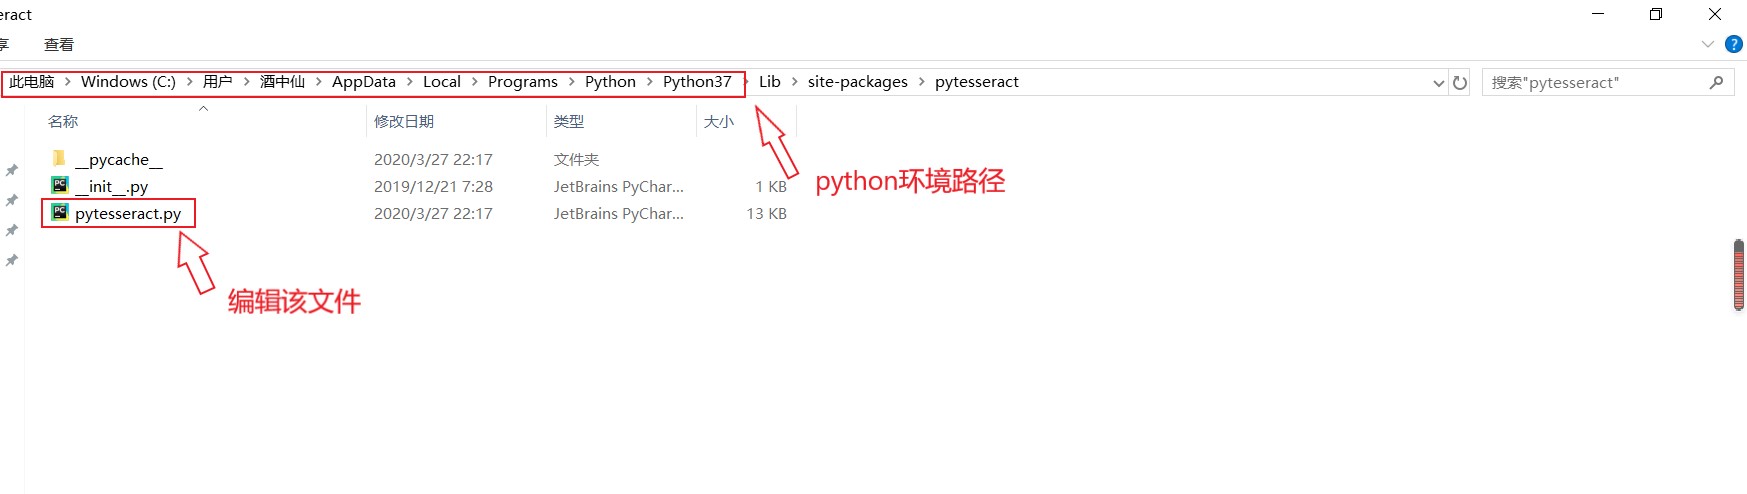 eract
享 查看
此电脑 > Windows (C:) > 用户 > 酒中仙 > AppData > Local > Programs > Python > Python37 > Lib > site-packages > pytesseract
搜索"pytesseract"
名称 修改日期 类型 大小
__pycache__ 2020/3/27 22:17 文件夹
__init__.py 2019/12/21 7:28 JetBrains PyChar... 1 KB
pytesseract.py 2020/3/27 22:17 JetBrains PyChar... 13 KB
python环境路径
编辑该文件